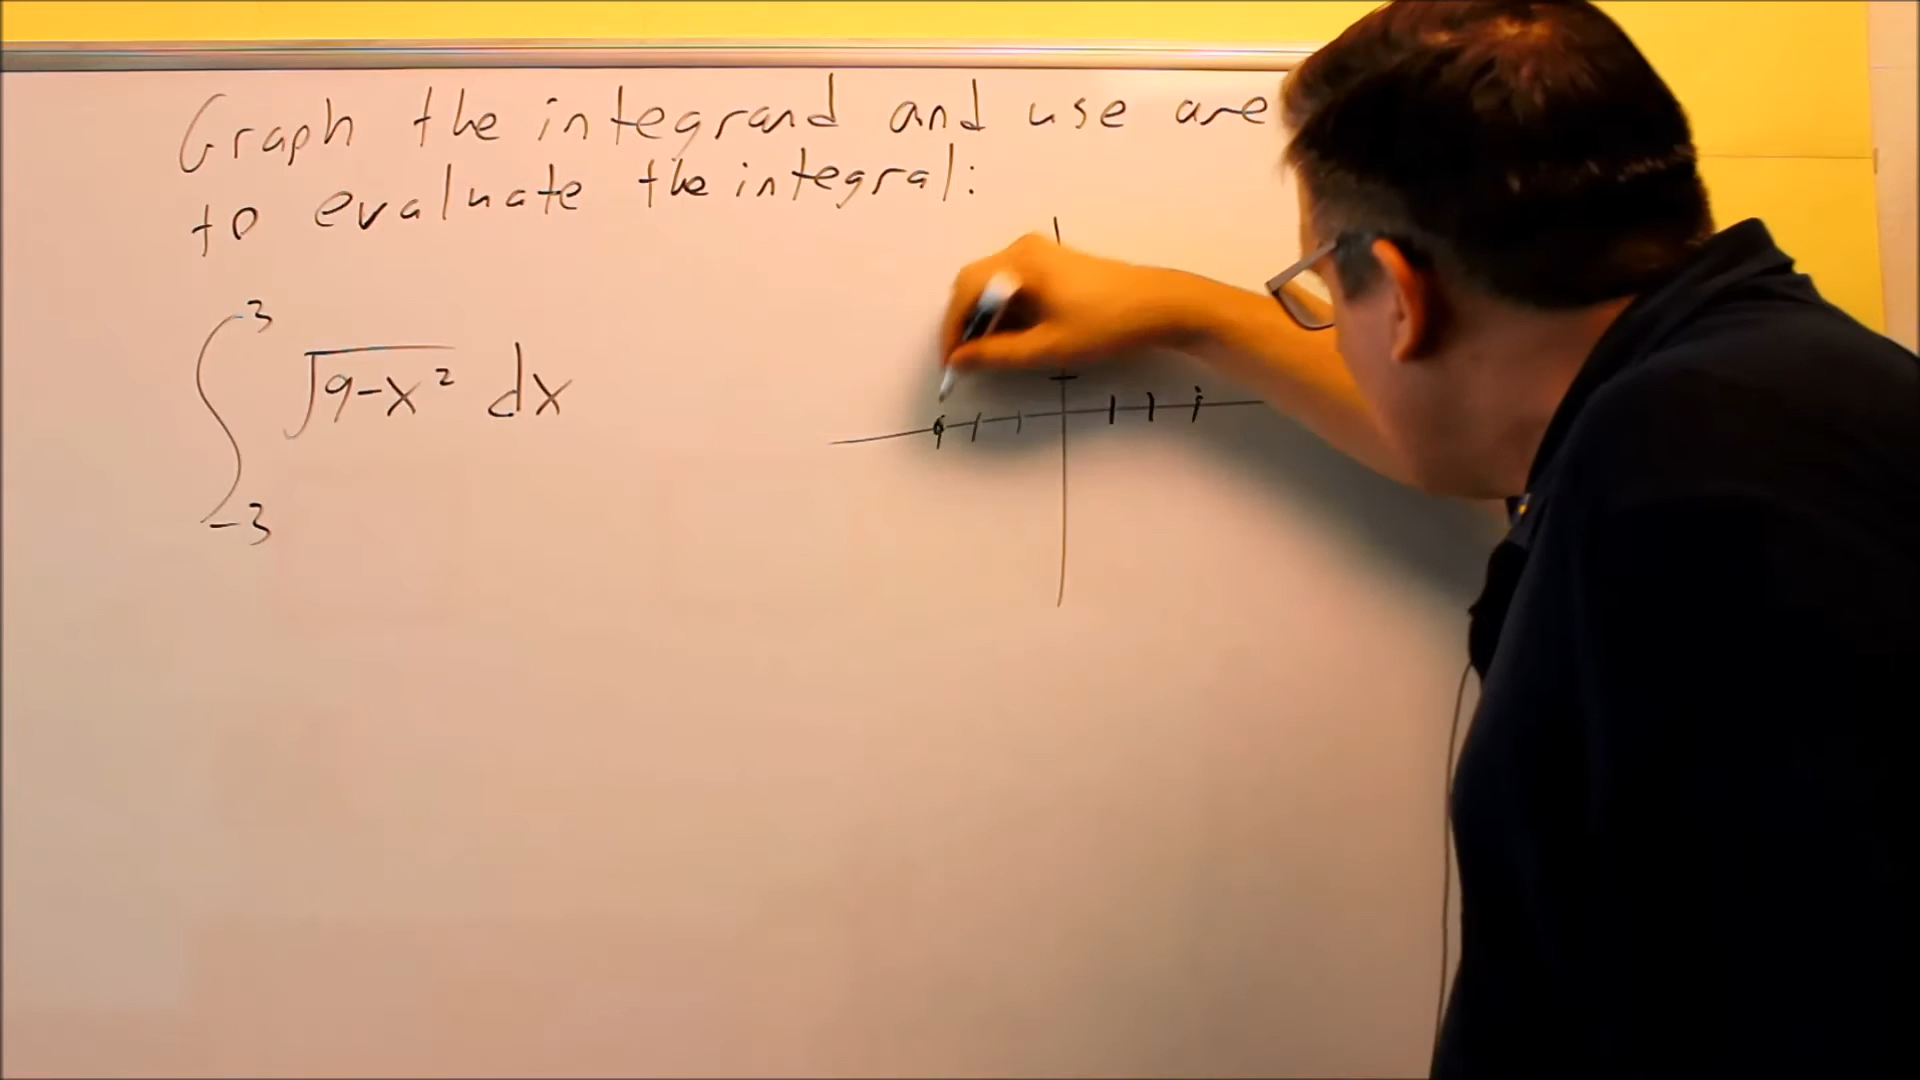 Graph the integrand and use are
to evaluate the integral:
∫_{-3}^{3} √(9-x²) dx